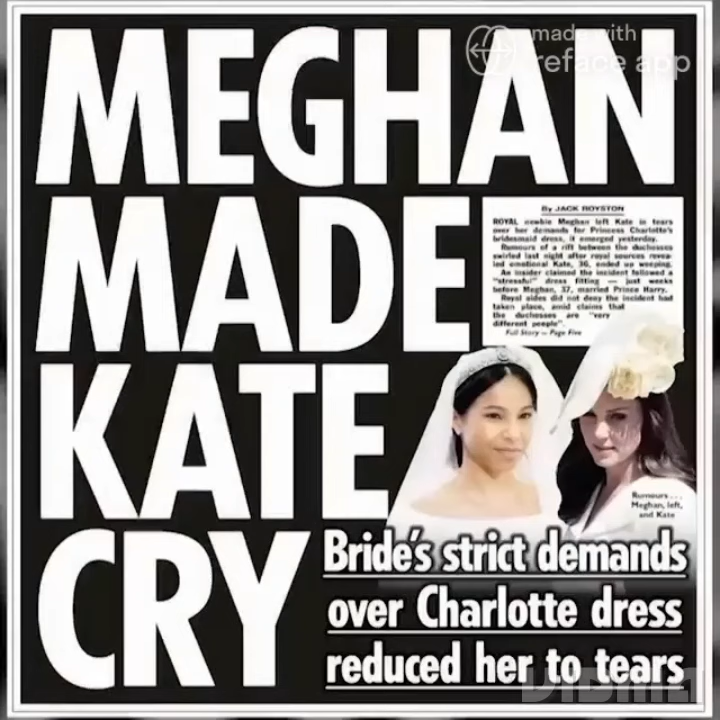 made with
reface app
MEGHAN
MADE
KATE
CRY
By JACK ROYSTON
ROYAL newbie Meghan left Kate in tears
over her demands for Princess Charlotte's
bridesmaid dress, it emerged yesterday.
Rumours of a rift between the duchesses
swirled last night after royal sources revea-
led emotional Kate, 36, ended up weeping.
An insider claimed the incident followed a
"stressful" dress fitting — just weeks
before Meghan, 37, married Prince Harry.
Royal aides did not deny the incident had
taken place, amid claims that
the duchesses are "very
different people".
Full Story — Page Five
Rumours . . .
Meghan, left,
and Kate
Bride's strict demands
over Charlotte dress
reduced her to tears